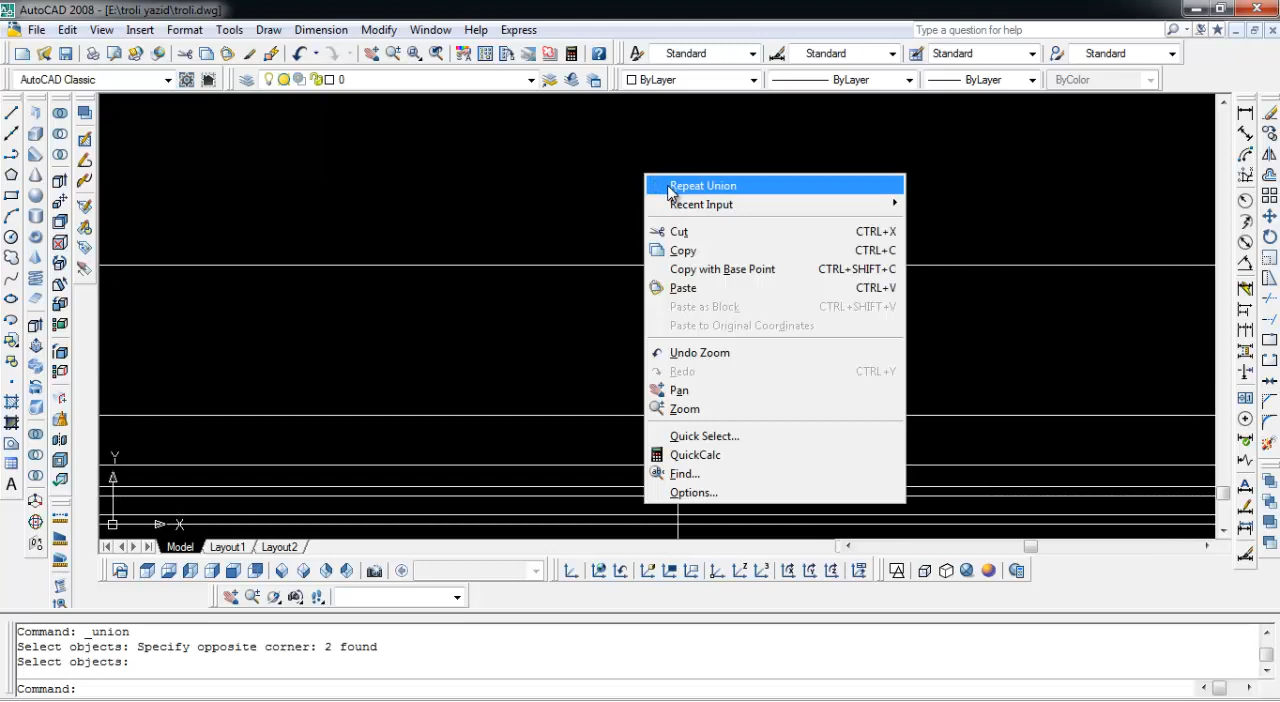 AutoCAD 2008 - [E:\troli yazid\troli.dwg]
File Edit View Insert Format Tools Draw Dimension Modify Window Help Express
Type a question for help
Standard Standard Standard Standard
AutoCAD Classic 0 ByLayer ByLayer ByLayer ByColor
Repeat Union
Recent Input
Cut CTRL+X
Copy CTRL+C
Copy with Base Point CTRL+SHIFT+C
Paste CTRL+V
Paste as Block CTRL+SHIFT+V
Paste to Original Coordinates
Undo Zoom
Redo CTRL+Y
Pan
Zoom
Quick Select...
QuickCalc
Find...
Options...
Y
X
A
Model Layout1 Layout2
Command: _union
Select objects: Specify opposite corner: 2 found
Select objects:
Command: